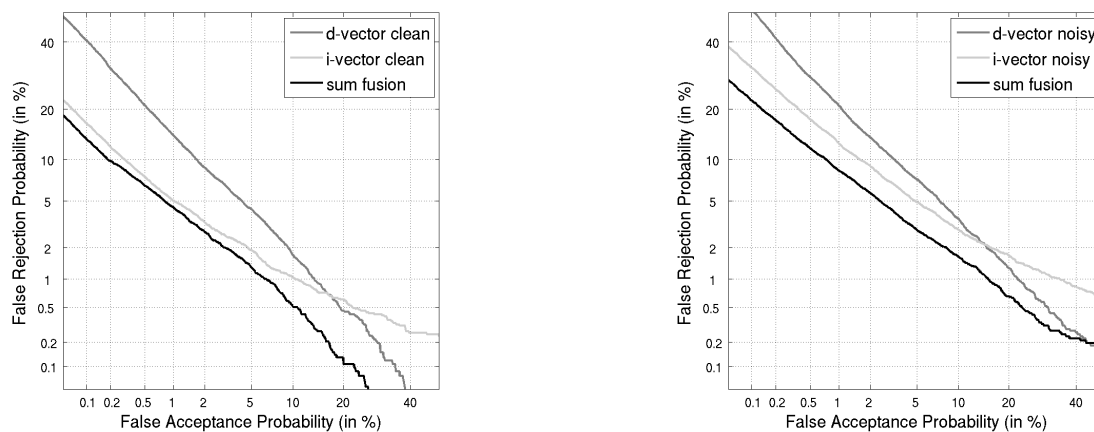 d-vector clean
i-vector clean
sum fusion
False Rejection Probability (in %)
40
20
10
5
2
1
0.5
0.2
0.1
0.1 0.2 0.5 1 2 5 10 20 40
False Acceptance Probability (in %)
d-vector noisy
i-vector noisy
sum fusion
False Rejection Probability (in %)
40
20
10
5
2
1
0.5
0.2
0.1
0.1 0.2 0.5 1 2 5 10 20 40
False Acceptance Probability (in %)